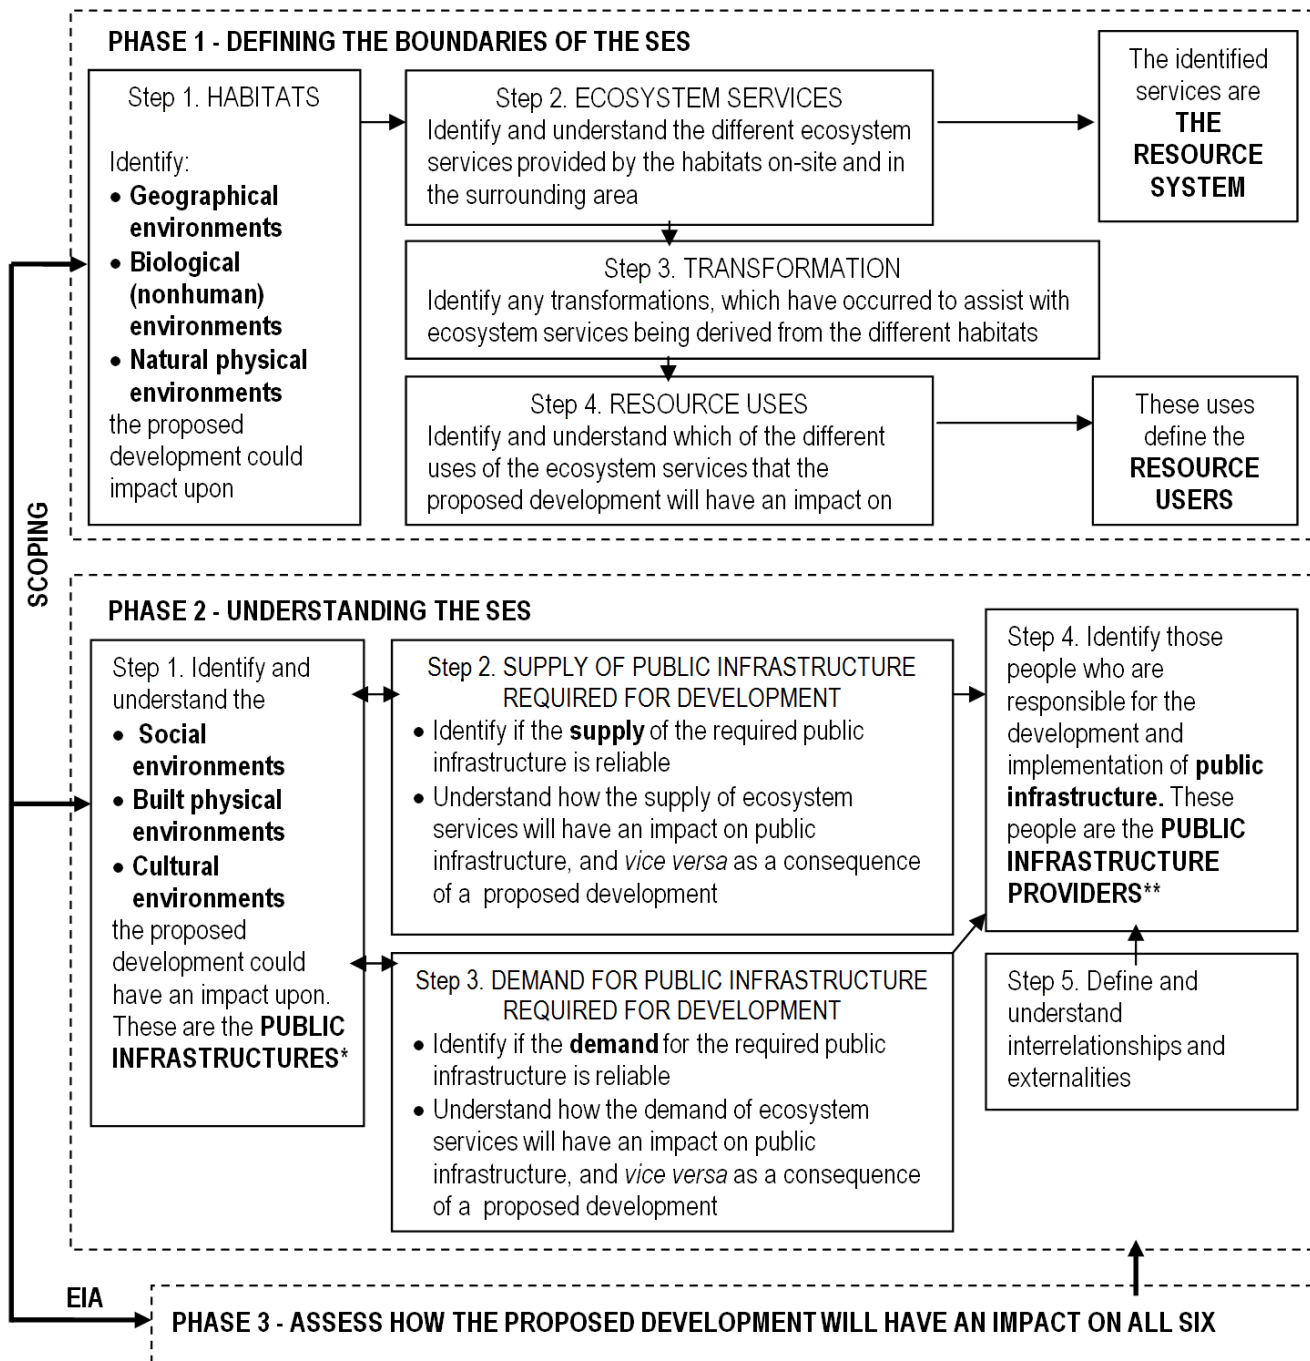 PHASE 1 - DEFINING THE BOUNDARIES OF THE SES
Step 1. HABITATS
Identify:
• Geographical
environments
• Biological
(nonhuman)
environments
• Natural physical
environments
the proposed
development could
impact upon
Step 2. ECOSYSTEM SERVICES
Identify and understand the different ecosystem
services provided by the habitats on-site and in
the surrounding area
The identified
services are
THE
RESOURCE
SYSTEM
Step 3. TRANSFORMATION
Identify any transformations, which have occurred to assist with
ecosystem services being derived from the different habitats
Step 4. RESOURCE USES
Identify and understand which of the different
uses of the ecosystem services that the
proposed development will have an impact on
These uses
define the
RESOURCE
USERS
SCOPING
PHASE 2 - UNDERSTANDING THE SES
Step 1. Identify and
understand the
• Social
environments
• Built physical
environments
• Cultural
environments
the proposed
development could
have an impact upon.
These are the PUBLIC
INFRASTRUCTURES*
Step 2. SUPPLY OF PUBLIC INFRASTRUCTURE
REQUIRED FOR DEVELOPMENT
• Identify if the supply of the required public
infrastructure is reliable
• Understand how the supply of ecosystem
services will have an impact on public
infrastructure, and vice versa as a consequence
of a proposed development
Step 3. DEMAND FOR PUBLIC INFRASTRUCTURE
REQUIRED FOR DEVELOPMENT
• Identify if the demand for the required public
infrastructure is reliable
• Understand how the demand of ecosystem
services will have an impact on public
infrastructure, and vice versa as a consequence
of a proposed development
Step 4. Identify those
people who are
responsible for the
development and
implementation of public
infrastructure. These
people are the PUBLIC
INFRASTRUCTURE
PROVIDERS**
Step 5. Define and
understand
interrelationships and
externalities
EIA
PHASE 3 - ASSESS HOW THE PROPOSED DEVELOPMENT WILL HAVE AN IMPACT ON ALL SIX